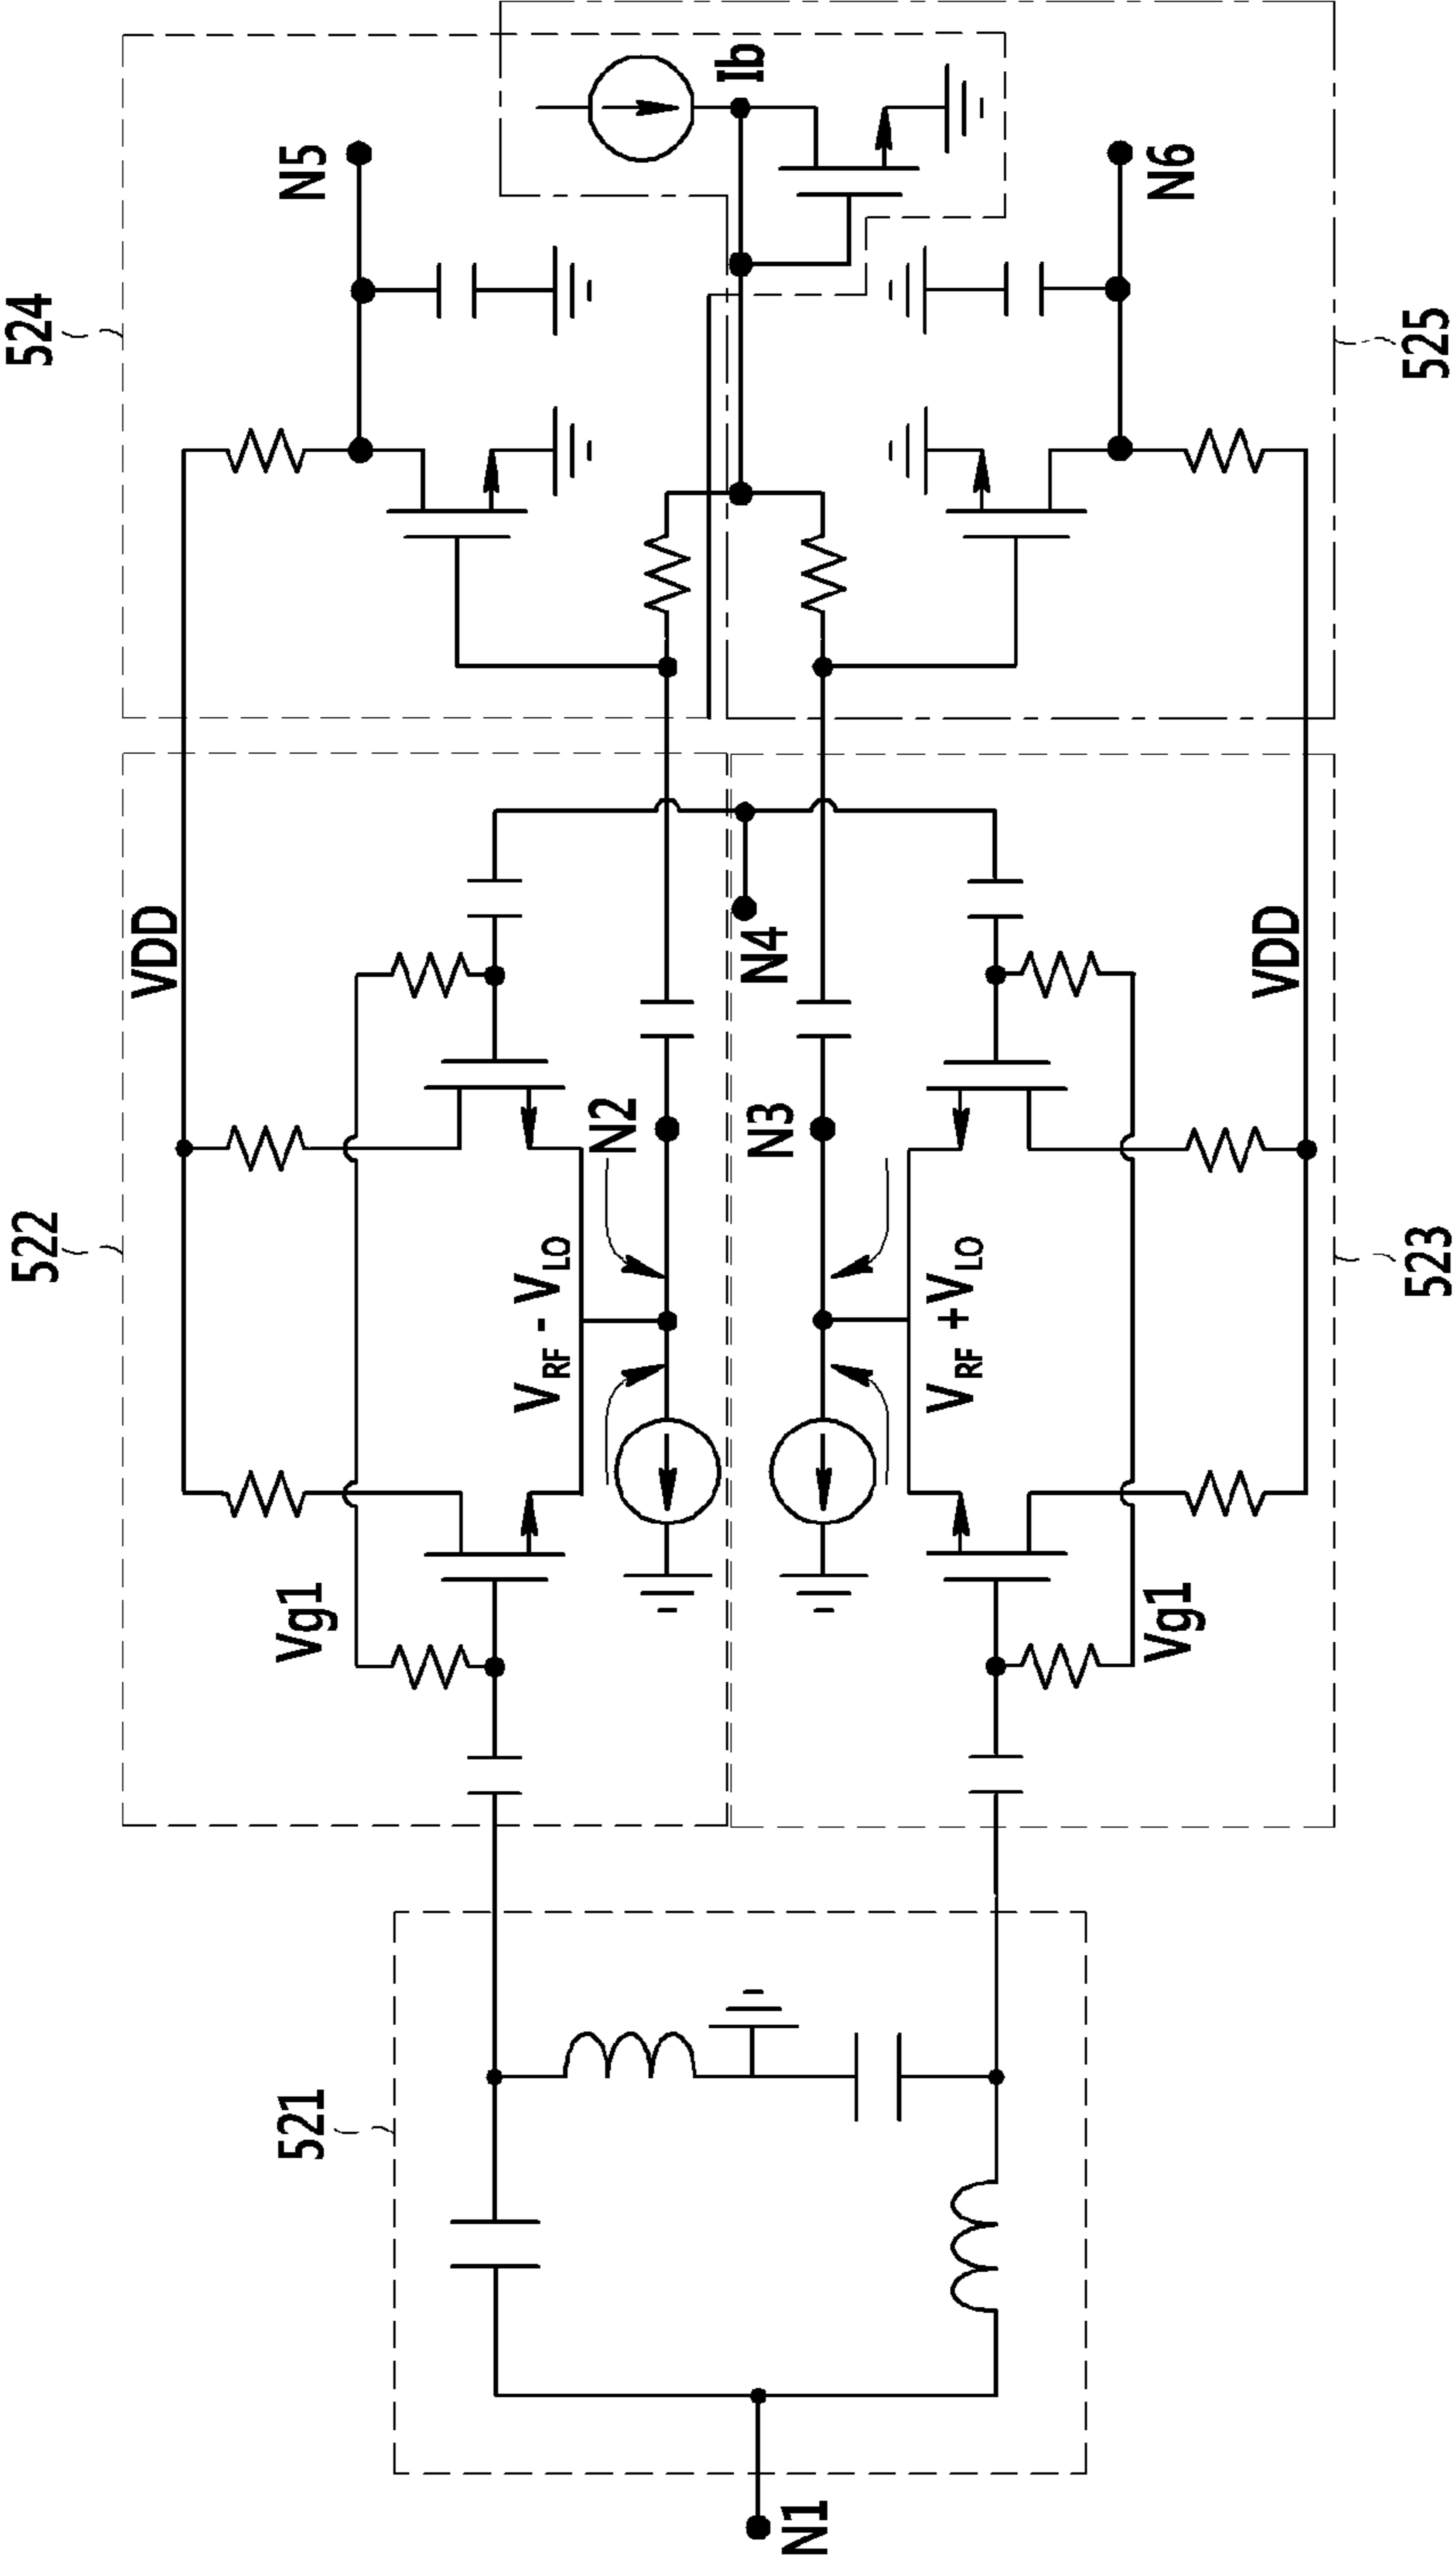 524
N5
Ib
N6
525
522
VDD
N4
VDD
N2
N3
V_RF - V_LO
V_RF + V_LO
523
Vg1
Vg1
521
N1